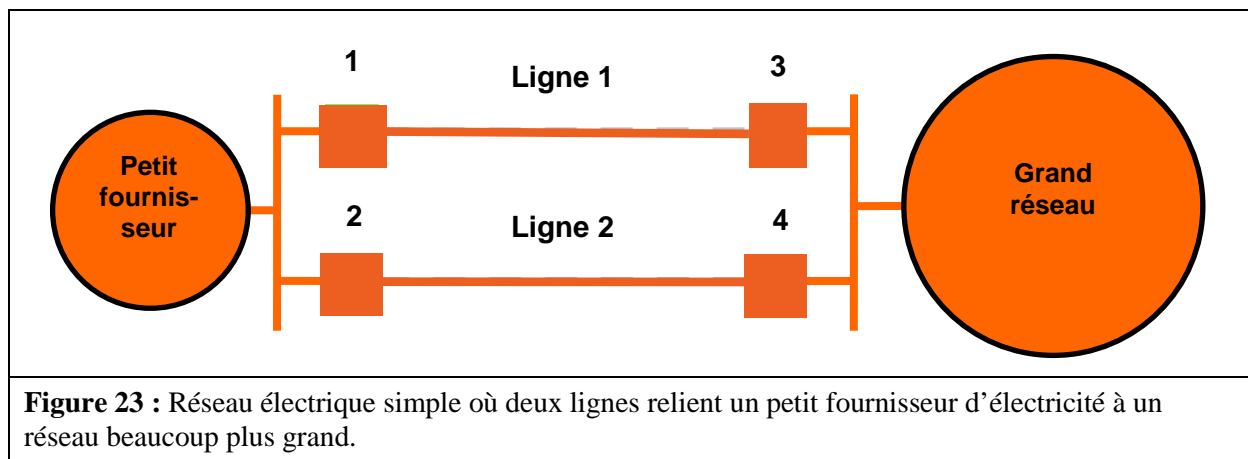 1
Ligne 1
3
Petit
fournis-
seur
Grand
réseau
2
Ligne 2
4
Figure 23 : Réseau électrique simple où deux lignes relient un petit fournisseur d’électricité à un
réseau beaucoup plus grand.